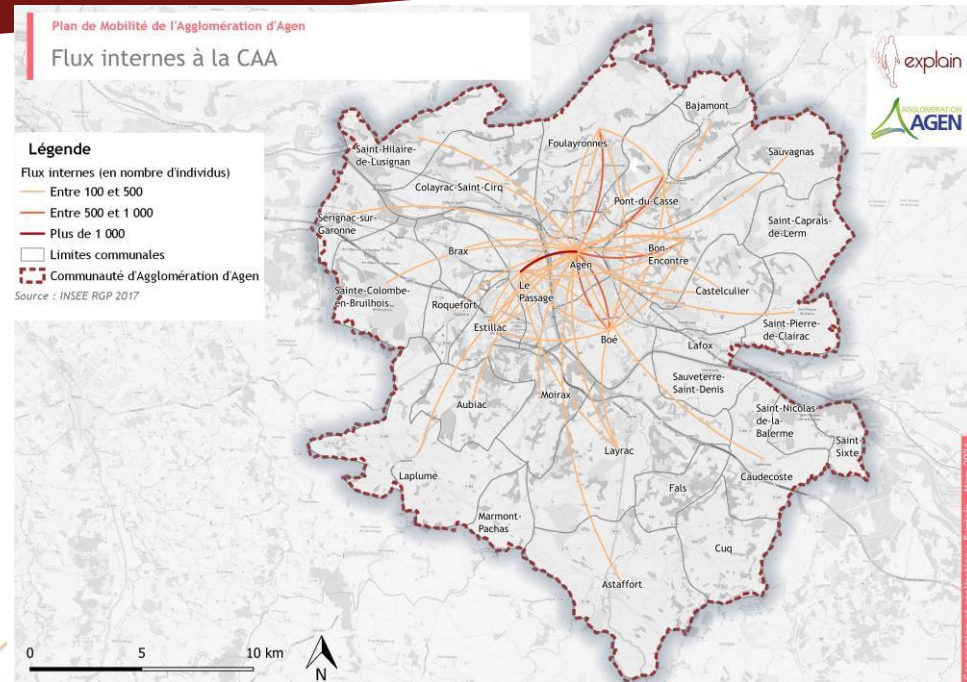 Plan de Mobilité de l'Agglomération d'Agen
Flux internes à la CAA
explain
AGGLOMÉRATION
AGEN
Légende
Flux internes (en nombre d'individus)
Entre 100 et 500
Entre 500 et 1 000
Plus de 1 000
Limites communales
Communauté d'Agglomération d'Agen
Source : INSEE RGP 2017
Bajamont
Foulayronnes
Saint-Hilaire-
de-Lusignan
Sauvagnas
Colayrac-Saint-Cirq
Pont-du-Casse
Sérignac-sur-
Garonne
Saint-Caprais-
de-Lerm
Brax
Bon-
Encontre
Agen
Le
Passage
Sainte-Colombe-
en-Bruilhois
Castelculier
Roquefort
Estillac
Saint-Pierre-
de-Clairac
Boé
Lafox
Sauveterre-
Saint-Denis
Moirax
Aubiac
Saint-Nicolas-
de-la-
Balerme
Saint-
Sixte
Layrac
Laplume
Caudecoste
Fals
Marmont-
Pachas
Cuq
Astaffort
0 5 10 km
N